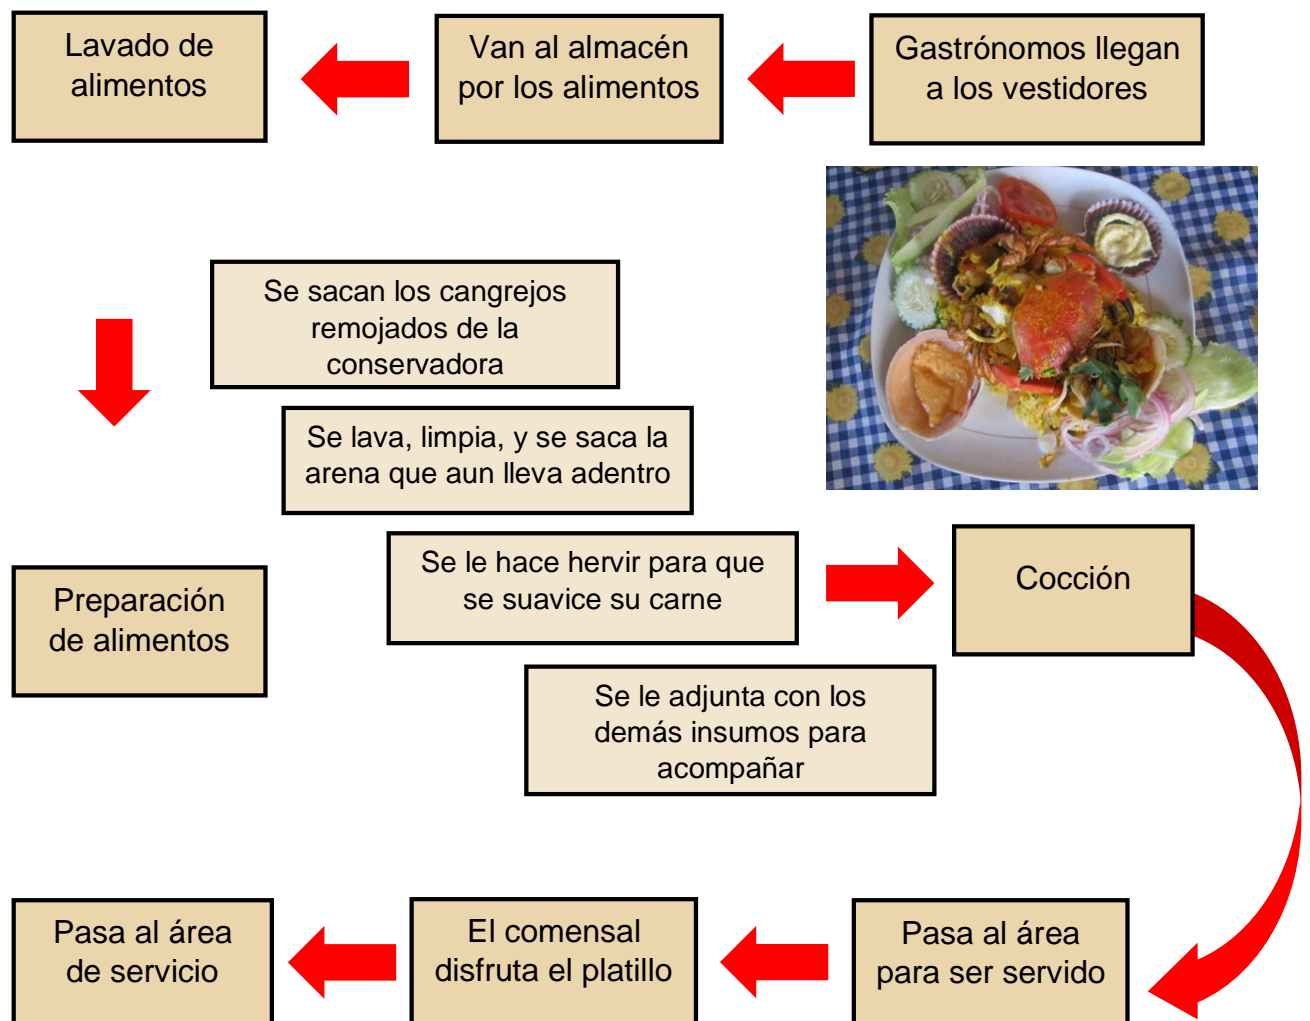 Lavado de
alimentos
Van al almacén
por los alimentos
Gastrónomos llegan
a los vestidores
Se sacan los cangrejos
remojados de la
conservadora
Se lava, limpia, y se saca la
arena que aun lleva adentro
Se le hace hervir para que
se suavice su carne
Cocción
Preparación
de alimentos
Se le adjunta con los
demás insumos para
acompañar
Pasa al área
de servicio
El comensal
disfruta el platillo
Pasa al área
para ser servido